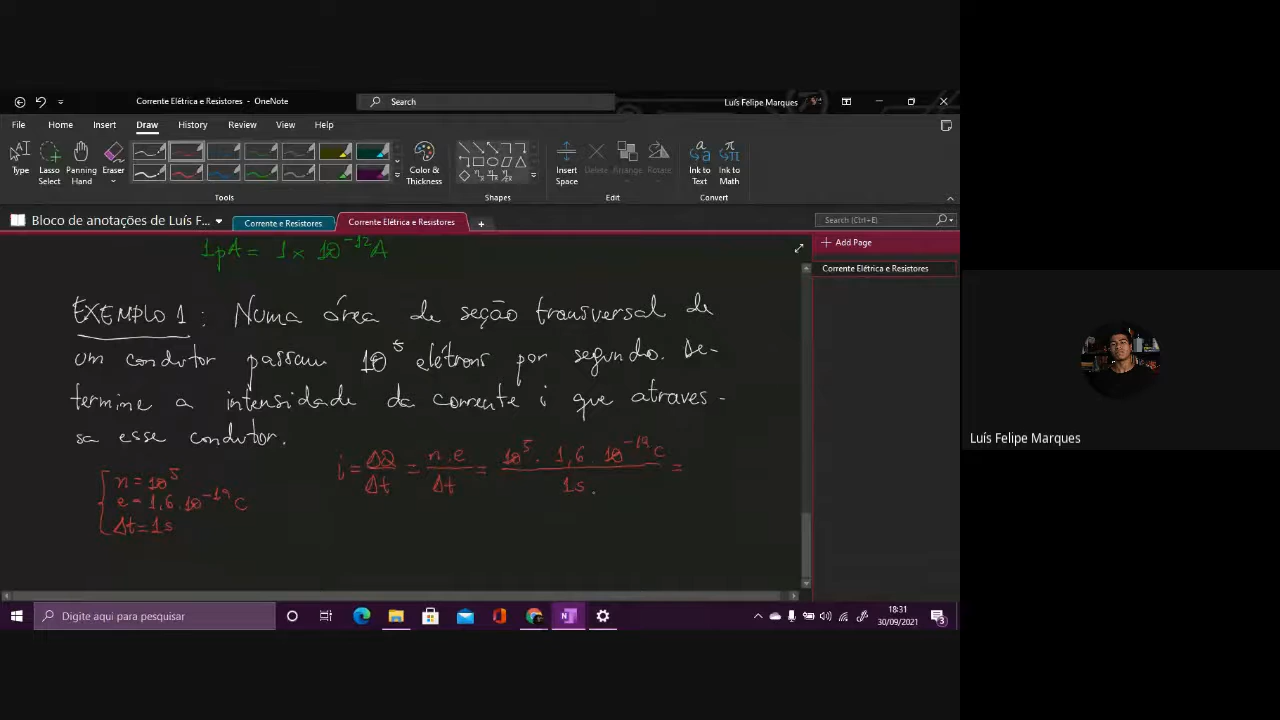 Corrente Elétrica e Resistores - OneNote
Search
Luís Felipe Marques
File Home Insert Draw History Review View Help
Type
Lasso Select
Panning Hand
Eraser
Color & Thickness
Insert Space
Delete
Arrange
Rotate
Ink to Text
Ink to Math
Tools
Shapes
Edit
Convert
Bloco de anotações de Luís F...
Corrente e Resistores
Corrente Elétrica e Resistores
Search (Ctrl+E)
Add Page
Corrente Elétrica e Resistores
1pA = 1 × 10⁻¹² A
EXEMPLO 1: Numa área de seção transversal de
um condutor passam 10⁵ elétrons por segundo. De-
termine a intensidade da corrente i que atraves-
sa esse condutor.
i = ΔQ/Δt = n.e/Δt = 10⁵ . 1,6 . 10⁻¹⁹ C/1s. =
n = 10⁵
e = 1,6 . 10⁻¹⁹ C
Δt = 1s
Luís Felipe Marques
Digite aqui para pesquisar
18:31
30/09/2021
3